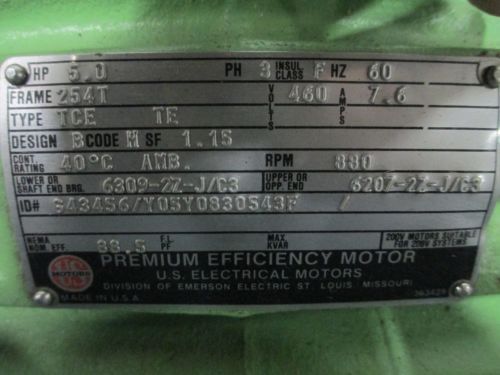 HP 5.0 PH 3 INSUL. CLASS F HZ 60
FRAME 254T VOLTS 460 AMPS 7.6
TYPE TCE TE
DESIGN B CODE M SF 1.15
CONT. RATING 40°C AMB. RPM 880
LOWER OR SHAFT END BRG. 6309-2Z-J/C3 UPPER OR OPP. END 6207-2Z-J/C3
ID# S43456/Y05Y0830543F /
NEMA NOM. EFF. 88.5 P.F. MAX. KVAR 200V MOTORS SUITABLE FOR 208V SYSTEMS
US MOTORS PREMIUM EFFICIENCY MOTOR
U.S. ELECTRICAL MOTORS
DIVISION OF EMERSON ELECTRIC ST. LOUIS, MISSOURI
MADE IN U.S.A.